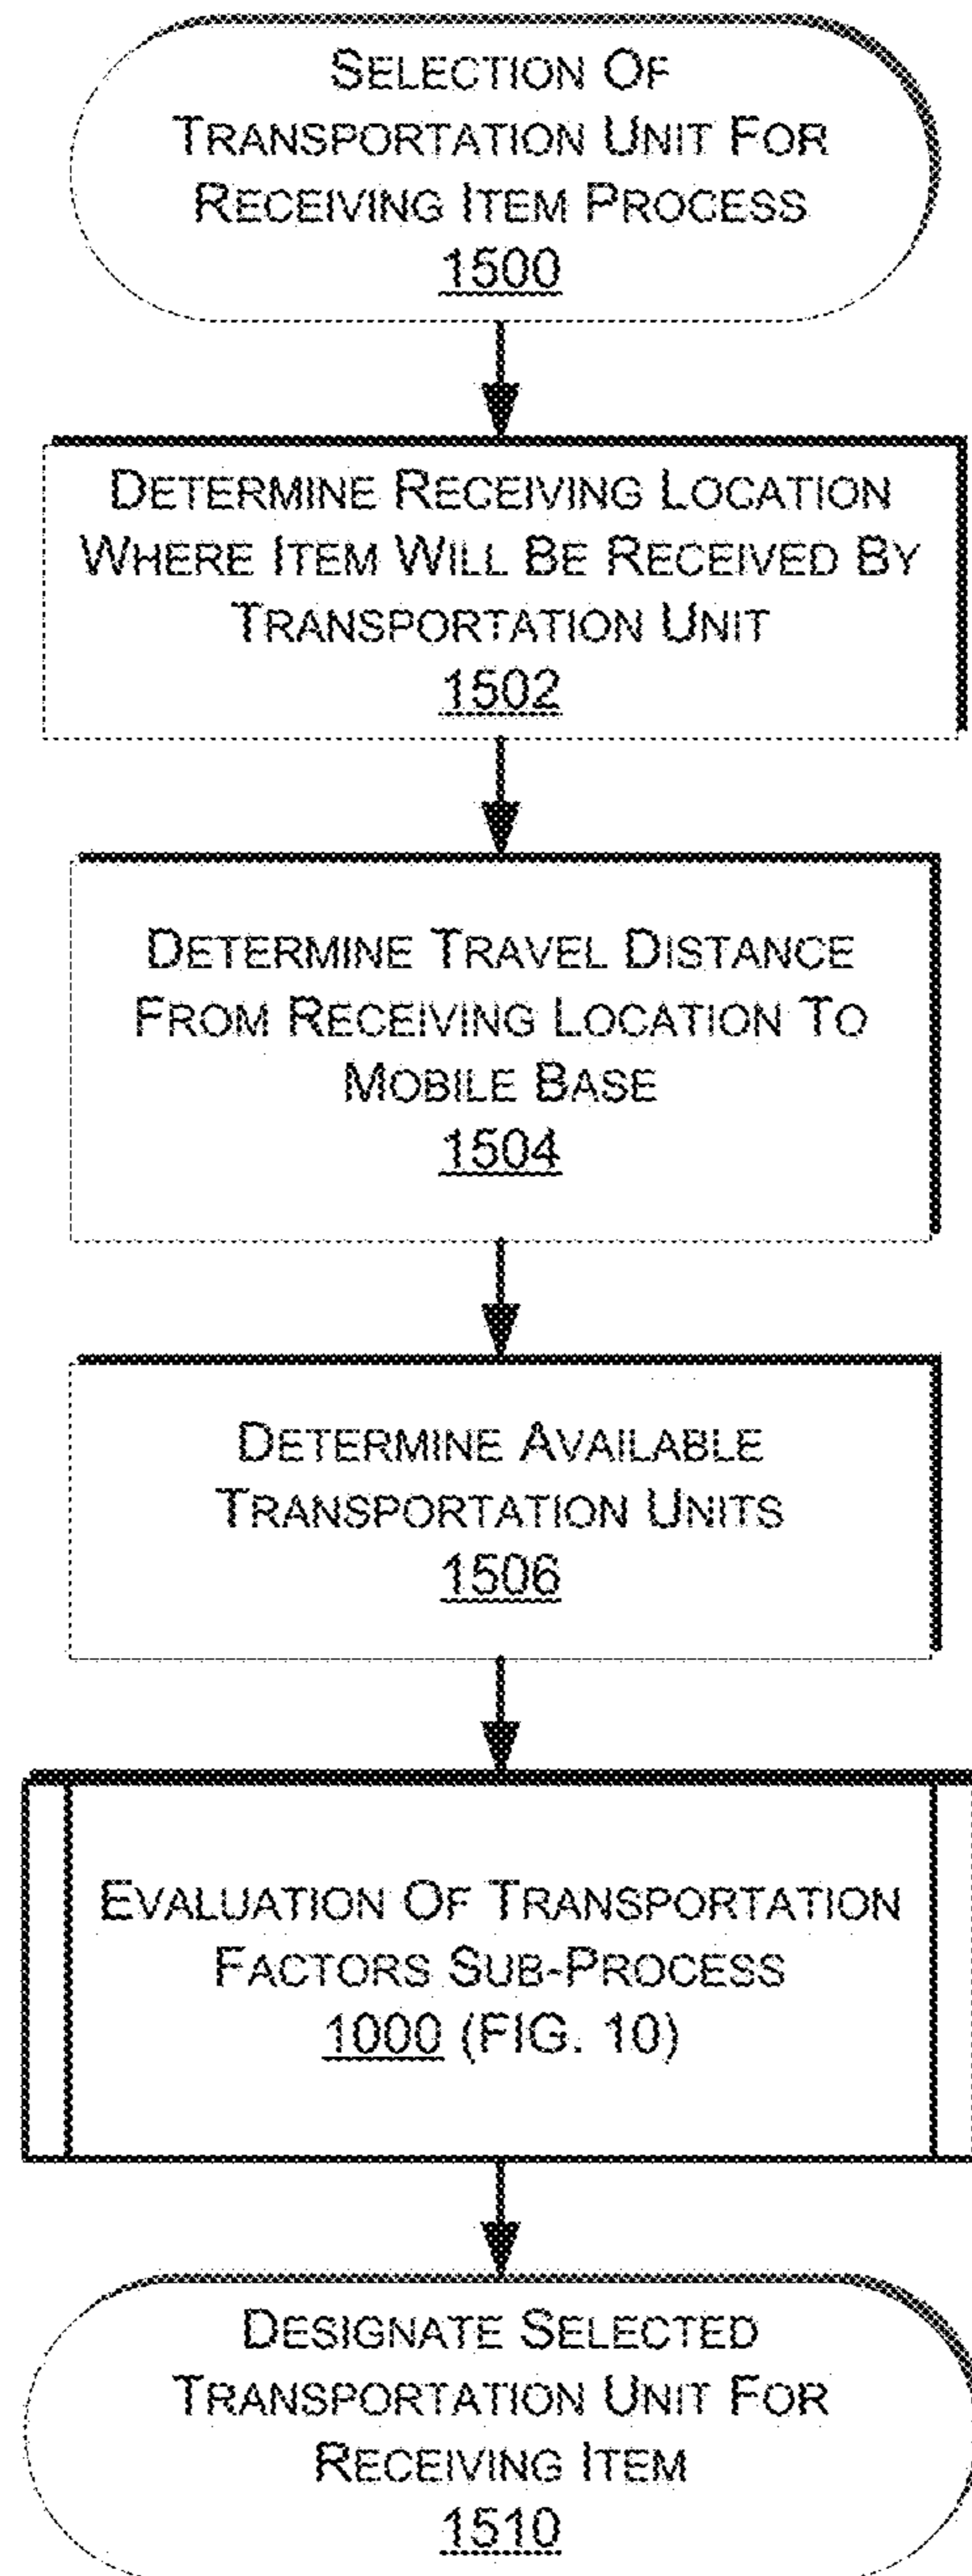 SELECTION OF
TRANSPORTATION UNIT FOR
RECEIVING ITEM PROCESS
1500
DETERMINE RECEIVING LOCATION
WHERE ITEM WILL BE RECEIVED BY
TRANSPORTATION UNIT
1502
DETERMINE TRAVEL DISTANCE
FROM RECEIVING LOCATION TO
MOBILE BASE
1504
DETERMINE AVAILABLE
TRANSPORTATION UNITS
1506
EVALUATION OF TRANSPORTATION
FACTORS SUB-PROCESS
1000 (FIG. 10)
DESIGNATE SELECTED
TRANSPORTATION UNIT FOR
RECEIVING ITEM
1510